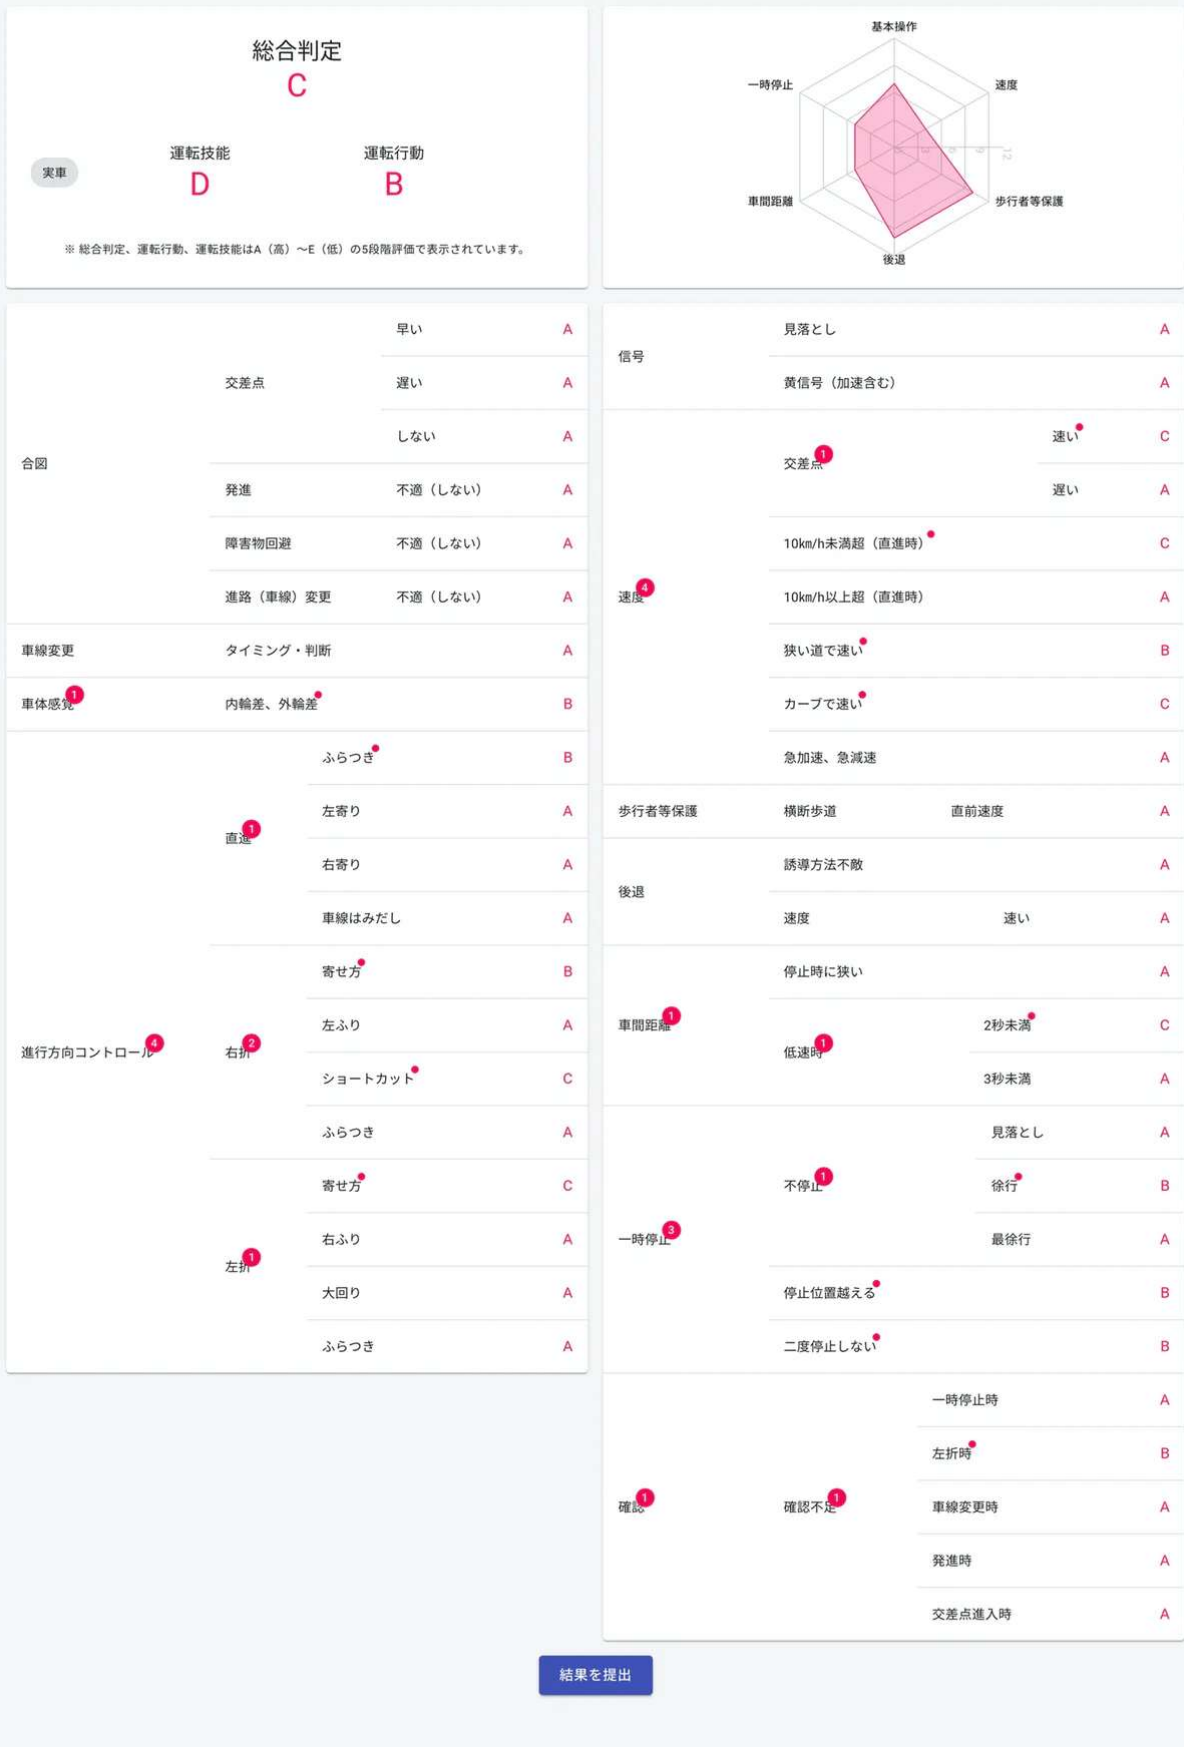 総合判定
C
実車
運転技能
D
運転行動
B
※ 総合判定、運転行動、運転技能はA（高）～E（低）の5段階評価で表示されています。
基本操作
一時停止
速度
車間距離
歩行者等保護
後退
6
9
12
合図
交差点
早い A
遅い A
しない A
発進 不適（しない） A
障害物回避 不適（しない） A
進路（車線）変更 不適（しない） A
車線変更 タイミング・判断 A
車体感覚 1 内輪差、外輪差 B
進行方向コントロール 4
直進 1
ふらつき B
左寄り A
右寄り A
車線はみだし A
右折 2
寄せ方 B
左ふり A
ショートカット C
ふらつき A
左折 1
寄せ方 C
右ふり A
大回り A
ふらつき A
信号
見落とし A
黄信号（加速含む） A
速度 4
交差点 1
速い C
遅い A
10km/h未満超（直進時） C
10km/h以上超（直進時） A
狭い道で速い B
カーブで速い C
急加速、急減速 A
歩行者等保護 横断歩道 直前速度 A
後退
誘導方法不敵 A
速度 速い A
車間距離 1
停止時に狭い A
低速時 1
2秒未満 C
3秒未満 A
一時停止 3
不停止 1
見落とし A
徐行 B
最徐行 A
停止位置越える B
二度停止しない B
確認 1
確認不足 1
一時停止時 A
左折時 B
車線変更時 A
発進時 A
交差点進入時 A
結果を提出